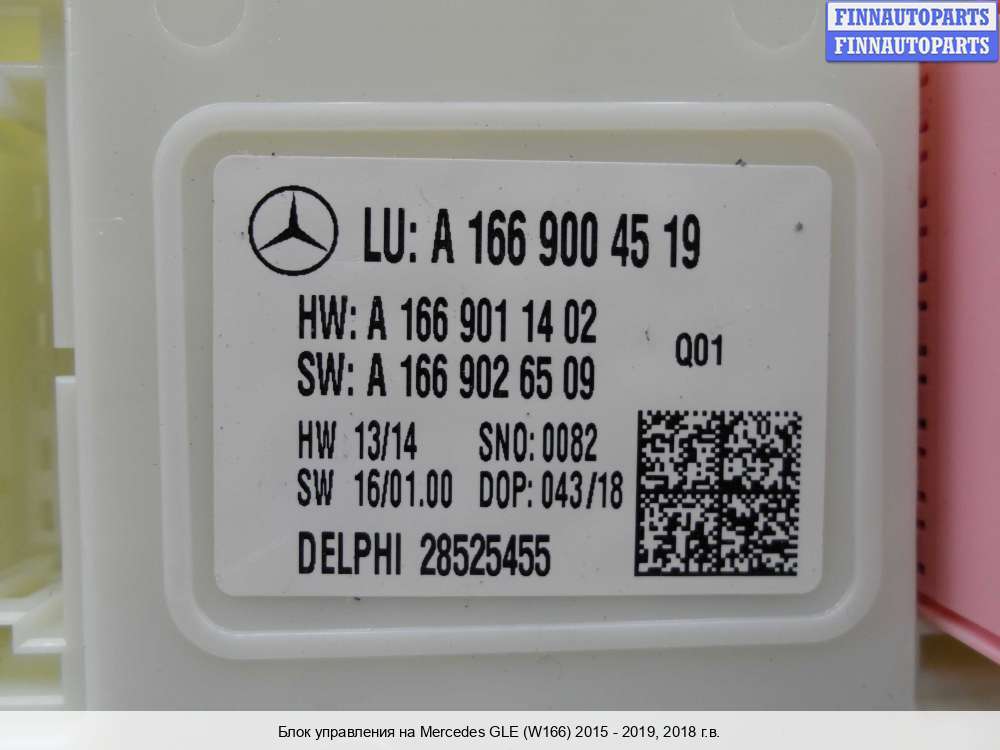 FINNAUTOPARTS
FINNAUTOPARTS
LU: A 166 900 45 19
HW: A 166 901 14 02
SW: A 166 902 65 09
Q01
HW 13/14 SNO: 0082
SW 16/01.00 DOP: 043/18
DELPHI 28525455
Блок управления на Mercedes GLE (W166) 2015 - 2019, 2018 г.в.